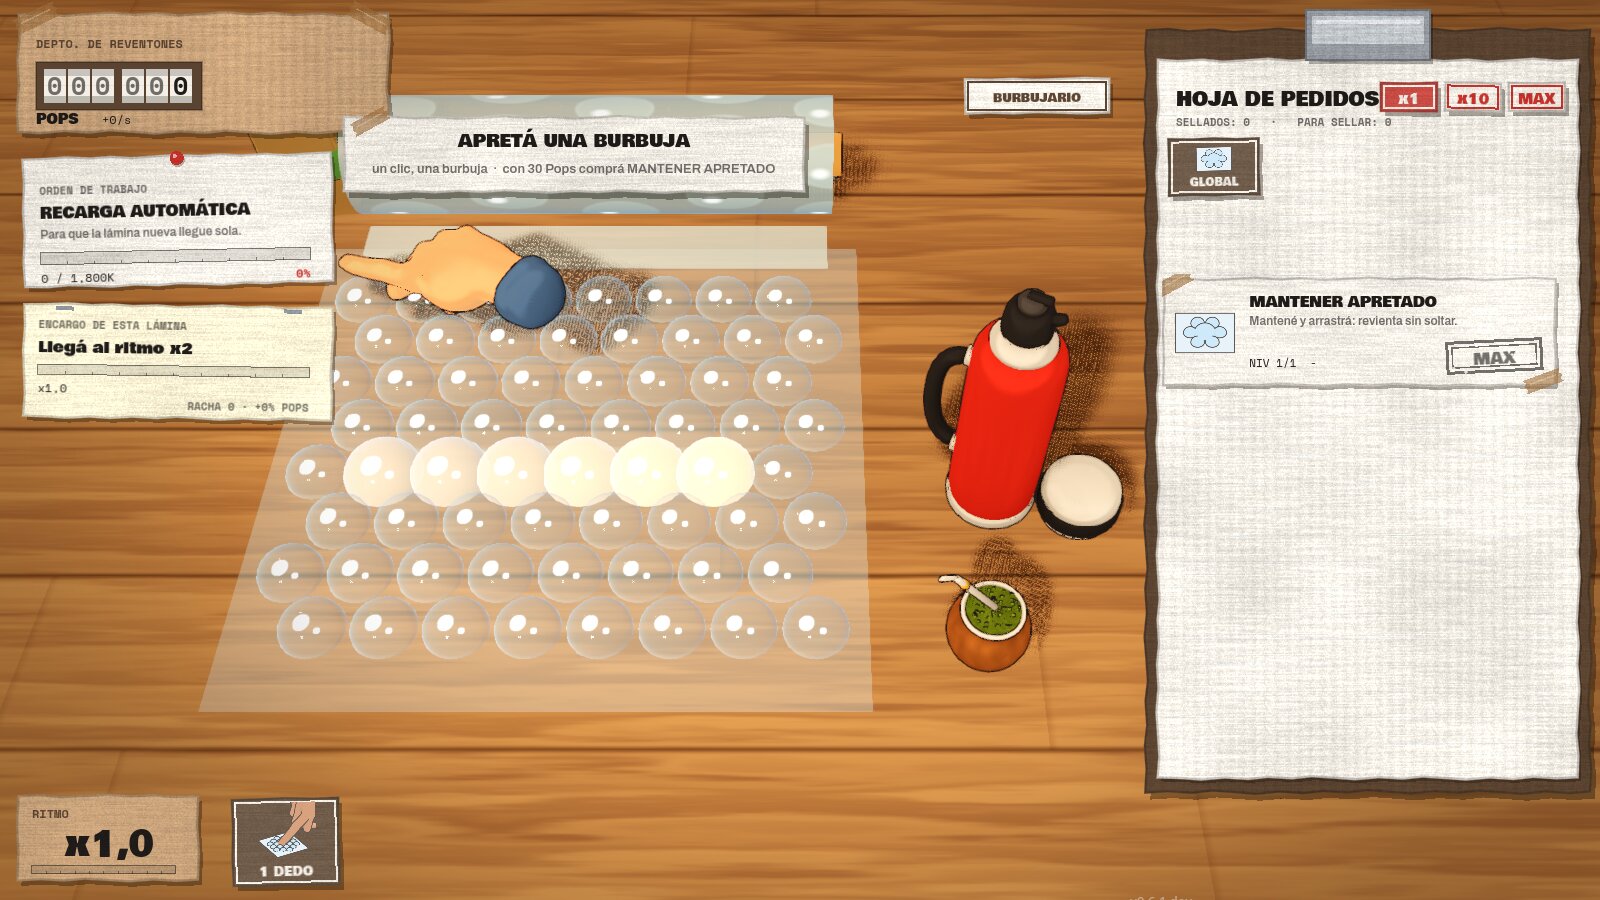 DEPTO. DE REVENTONES
000 000
POPS +0/s
ORDEN DE TRABAJO
RECARGA AUTOMÁTICA
Para que la lámina nueva llegue sola.
0 / 1.800K 0%
ENCARGO DE ESTA LÁMINA
Llegá al ritmo x2
x1.0
RACHA 0 · +0% POPS
APRETÁ UNA BURBUJA
un clic, una burbuja · con 30 Pops comprá MANTENER APRETADO
BURBUJARIO
HOJA DE PEDIDOS x1 x10 MAX
SELLADOS: 0 · PARA SELLAR: 0
GLOBAL
MANTENER APRETADO
Mantené y arrastrá: revienta sin soltar.
NIV 1/1 -
MAX
RITMO
x1,0
1 DEDO